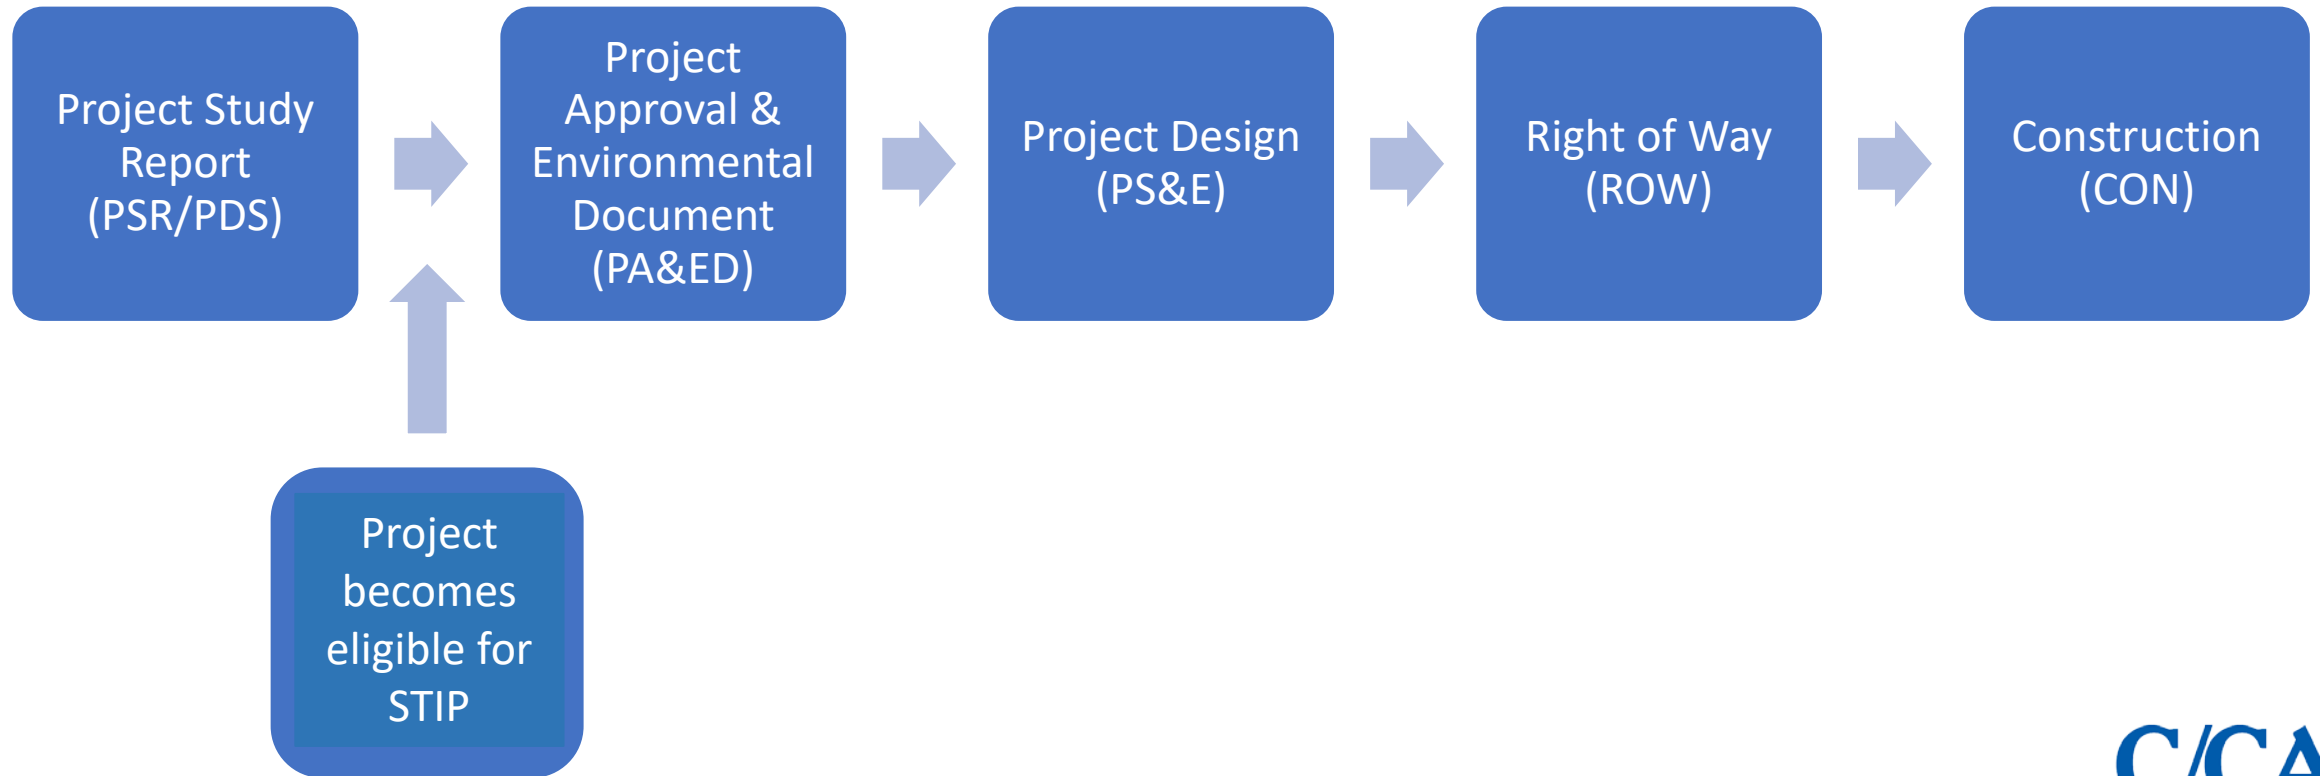 Project Study
Report
(PSR/PDS)
Project
Approval &
Environmental
Document
(PA&ED)
Project Design
(PS&E)
Right of Way
(ROW)
Construction
(CON)
Project
becomes
eligible for
STIP
C/CA